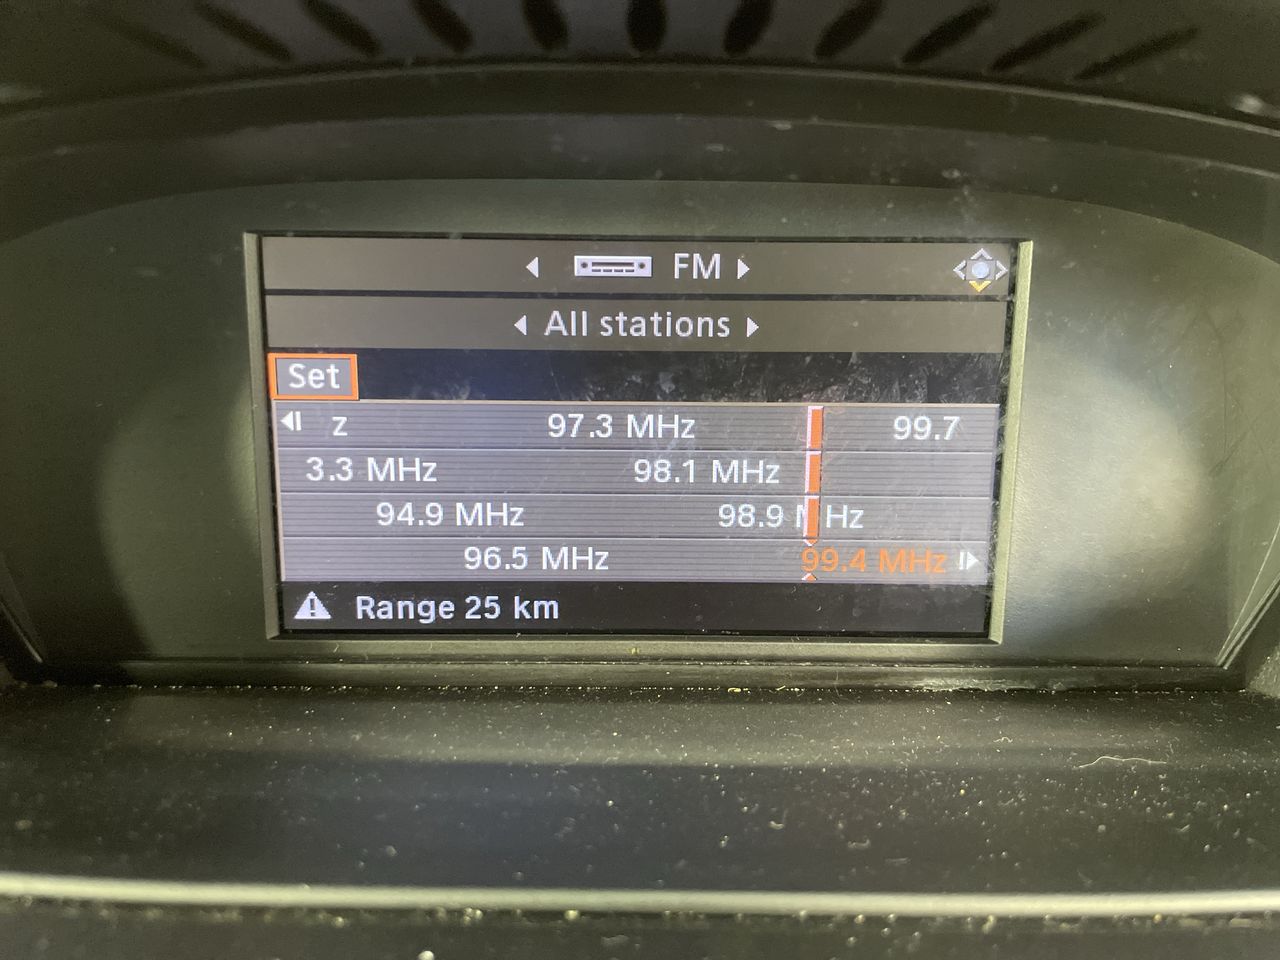 FM
All stations
Set
z 97.3 MHz 99.7
3.3 MHz 98.1 MHz
94.9 MHz 98.9 MHz
96.5 MHz 99.4 MHz
Range 25 km